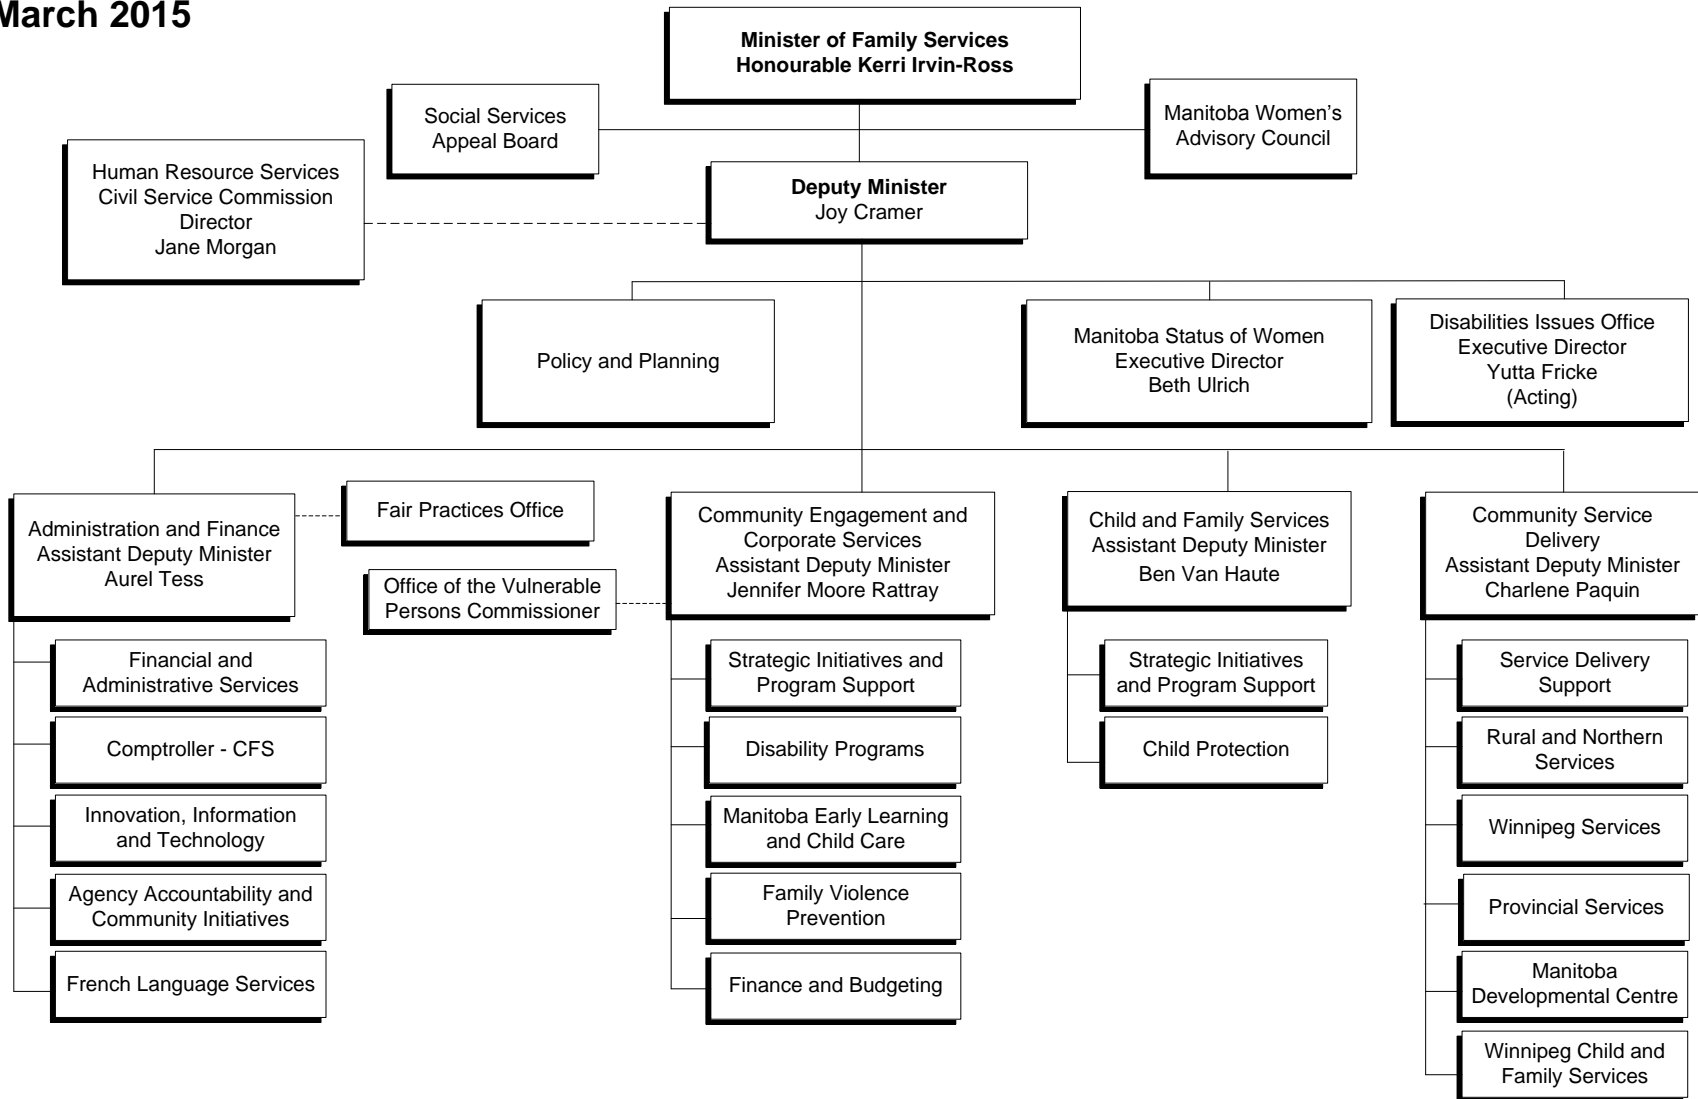 March 2015
Minister of Family Services
Honourable Kerri Irvin-Ross
Social Services
Appeal Board
Manitoba Women's
Advisory Council
Human Resource Services
Civil Service Commission
Director
Jane Morgan
Deputy Minister
Joy Cramer
Policy and Planning
Manitoba Status of Women
Executive Director
Beth Ulrich
Disabilities Issues Office
Executive Director
Yutta Fricke
(Acting)
Administration and Finance
Assistant Deputy Minister
Aurel Tess
Fair Practices Office
Office of the Vulnerable
Persons Commissioner
Community Engagement and
Corporate Services
Assistant Deputy Minister
Jennifer Moore Rattray
Child and Family Services
Assistant Deputy Minister
Ben Van Haute
Community Service
Delivery
Assistant Deputy Minister
Charlene Paquin
Financial and
Administrative Services
Comptroller - CFS
Innovation, Information
and Technology
Agency Accountability and
Community Initiatives
French Language Services
Strategic Initiatives and
Program Support
Disability Programs
Manitoba Early Learning
and Child Care
Family Violence
Prevention
Finance and Budgeting
Strategic Initiatives
and Program Support
Child Protection
Service Delivery
Support
Rural and Northern
Services
Winnipeg Services
Provincial Services
Manitoba
Developmental Centre
Winnipeg Child and
Family Services